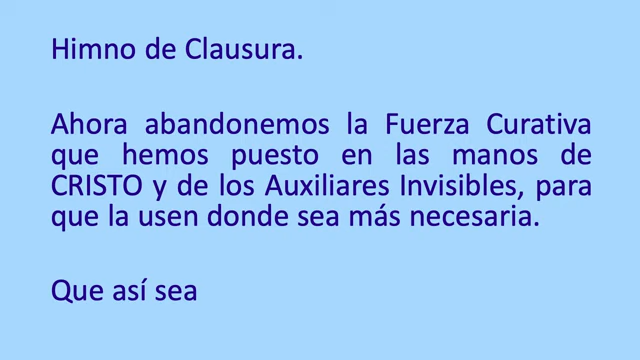 Himno de Clausura.
Ahora abandonemos la Fuerza Curativa
que hemos puesto en las manos de
CRISTO y de los Auxiliares Invisibles, para
que la usen donde sea más necesaria.
Que así sea